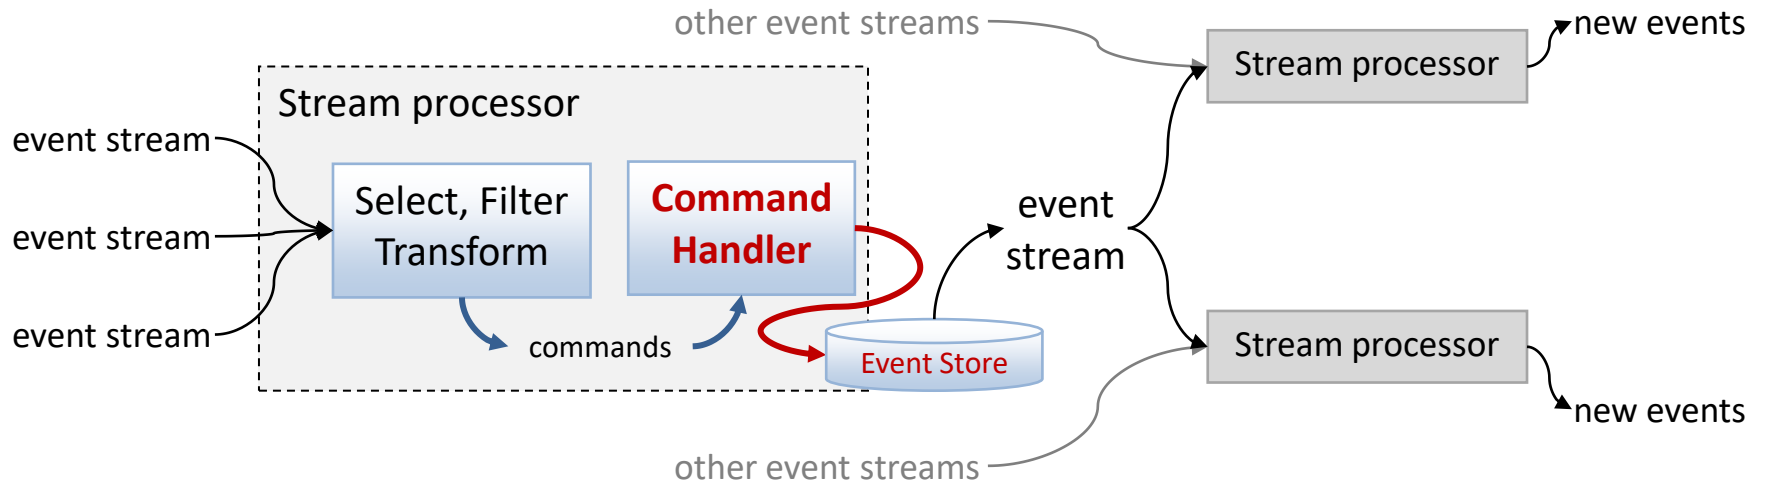 other event streams
new events
Stream processor
Stream processor
event stream
event stream
event stream
Select, Filter
Transform
Command
Handler
commands
Event Store
event
stream
Stream processor
new events
other event streams